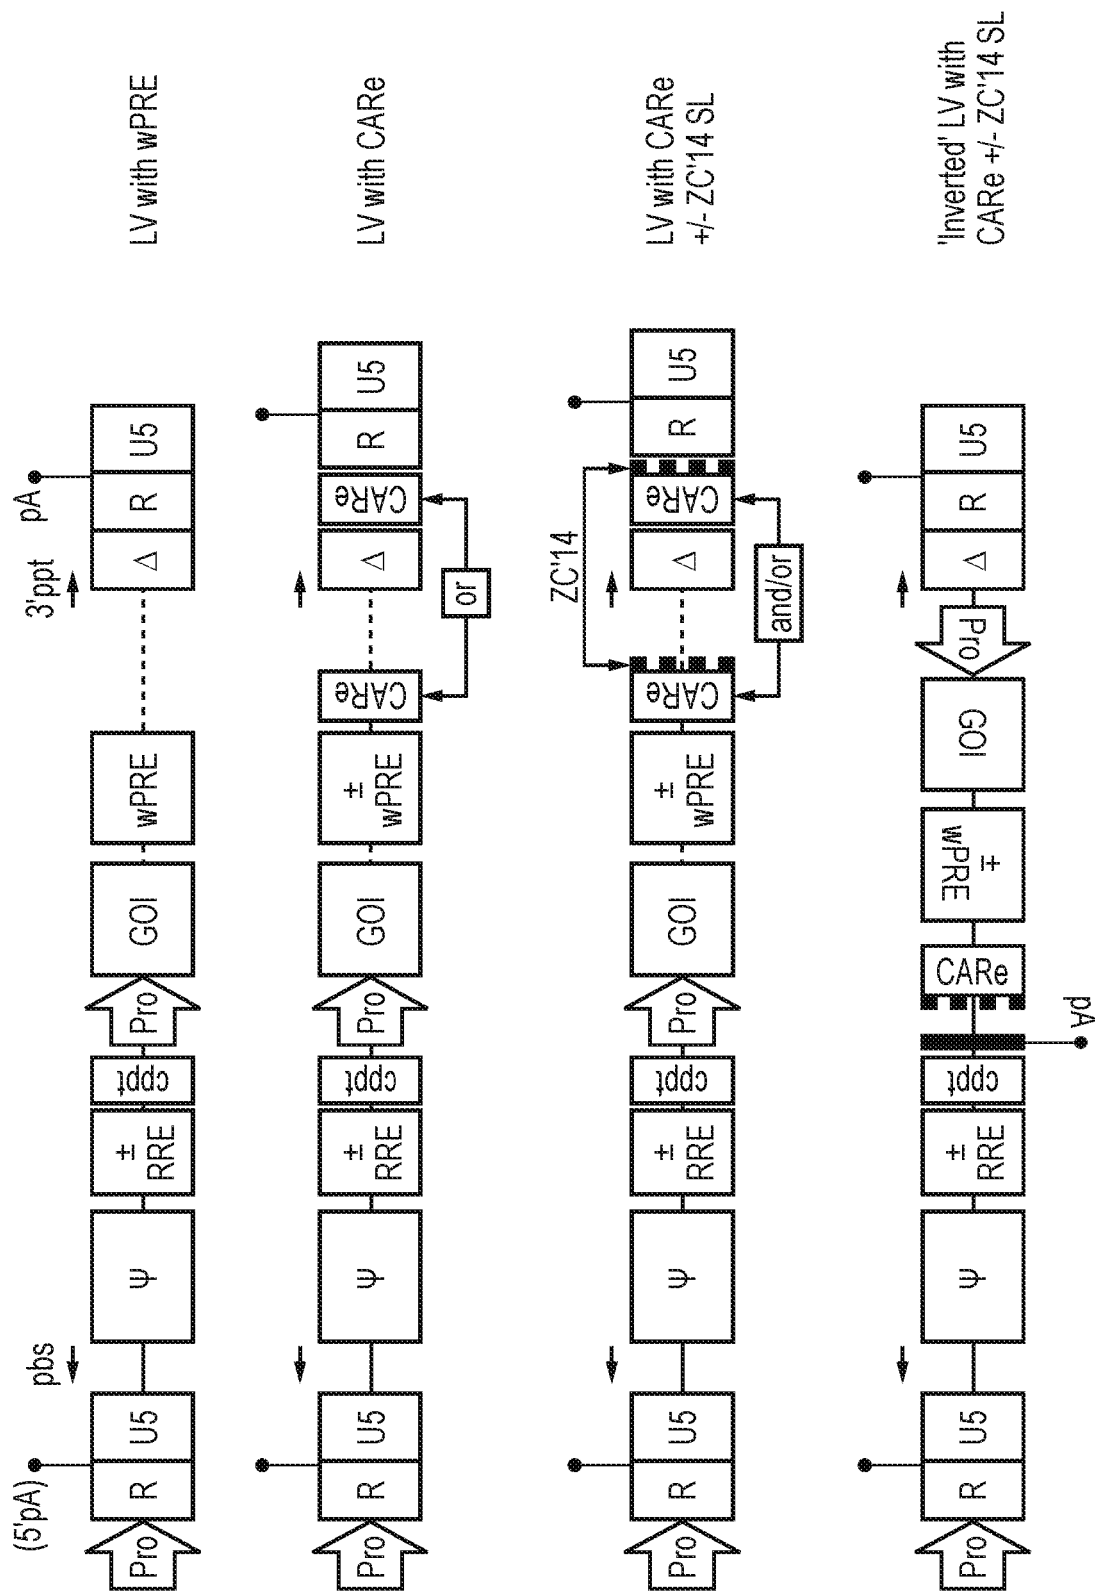 (5'pA)
pbs
3'ppt
pA
Pro
R
U5
Ψ
±
RRE
cppt
Pro
GOI
wPRE
Δ
R
U5
LV with wPRE
Pro
R
U5
Ψ
±
RRE
cppt
Pro
GOI
±
wPRE
CARe
Δ
CARe
R
U5
or
LV with CARe
ZC'14
Pro
R
U5
Ψ
±
RRE
cppt
Pro
GOI
±
wPRE
CARe
Δ
CARe
R
U5
and/or
LV with CARe
+/- ZC'14 SL
Pro
R
U5
Ψ
±
RRE
cppt
pA
CARe
±
wPRE
GOI
Pro
Δ
R
U5
'Inverted' LV with
CARe +/- ZC'14 SL